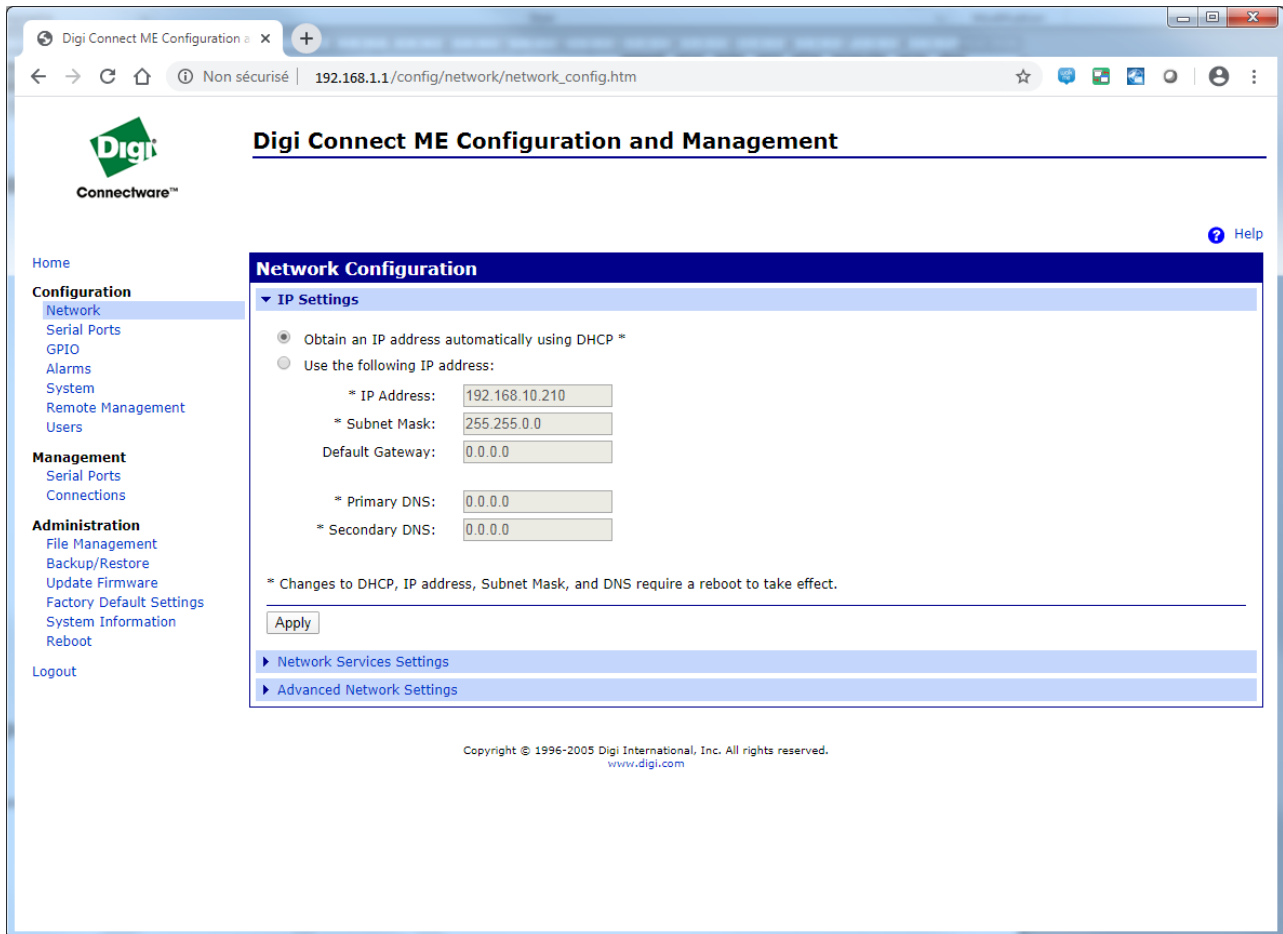 Digi Connect ME Configuration a
Non sécurisé | 192.168.1.1/config/network/network_config.htm
Digi
Connectware™
Digi Connect ME Configuration and Management
? Help
Home
Configuration
Network
Serial Ports
GPIO
Alarms
System
Remote Management
Users
Management
Serial Ports
Connections
Administration
File Management
Backup/Restore
Update Firmware
Factory Default Settings
System Information
Reboot
Logout
Network Configuration
IP Settings
Obtain an IP address automatically using DHCP *
Use the following IP address:
* IP Address: 192.168.10.210
* Subnet Mask: 255.255.0.0
Default Gateway: 0.0.0.0
* Primary DNS: 0.0.0.0
* Secondary DNS: 0.0.0.0
* Changes to DHCP, IP address, Subnet Mask, and DNS require a reboot to take effect.
Apply
Network Services Settings
Advanced Network Settings
Copyright © 1996-2005 Digi International, Inc. All rights reserved.
www.digi.com